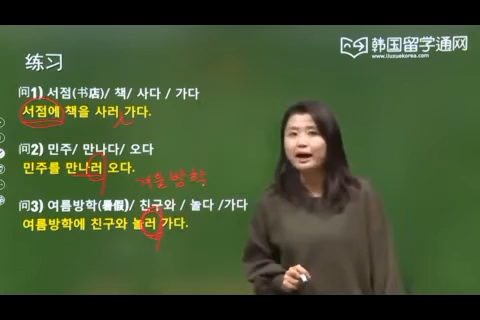 韩国留学通网
www.liuxuekorea.com
练习
问1) 서점(书店)/ 책/ 사다 / 가다
서점에 책을 사러 가다.
问2) 민주/ 만나다/ 오다
민주를 만나러 오다.
겨울방학
问3) 여름방학(暑假)/ 친구와 / 놀다 /가다
여름방학에 친구와 놀러 가다.